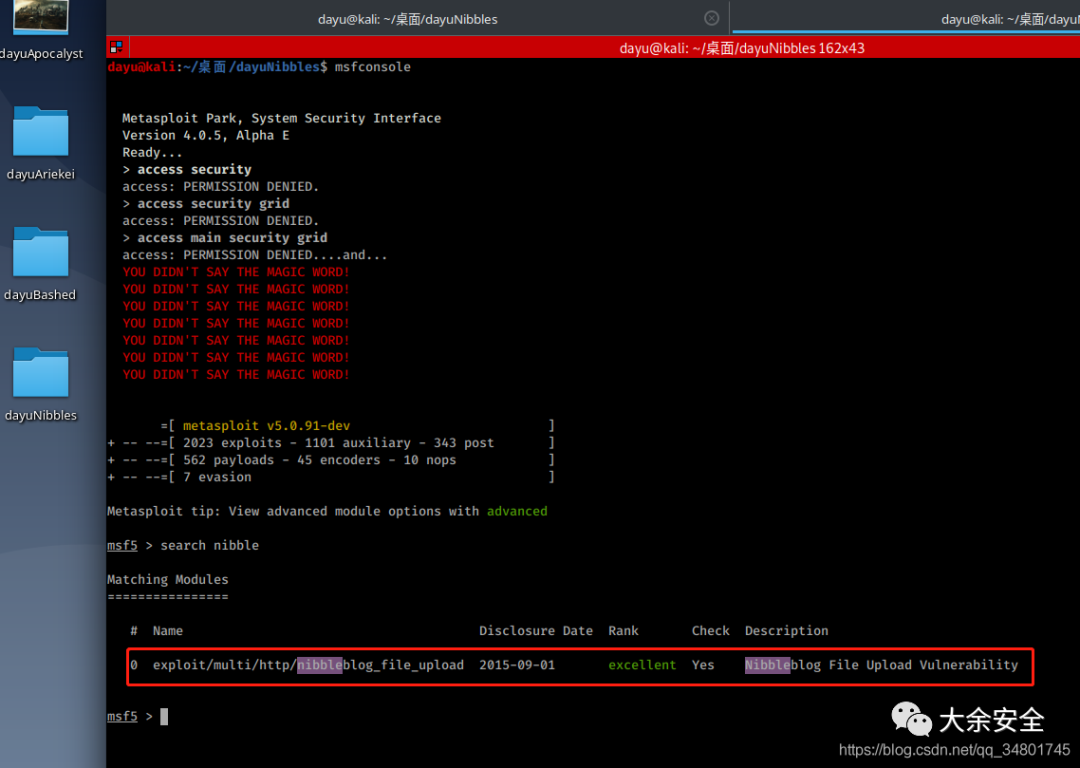 dayu@kali: ~/桌面/dayuNibbles
dayu@kali: ~/桌面/dayuN
dayu@kali: ~/桌面/dayuNibbles 162x43
dayuApocalyst
dayuAriekei
dayuBashed
dayuNibbles
dayu@kali:~/桌面/dayuNibbles$ msfconsole
Metasploit Park, System Security Interface
Version 4.0.5, Alpha E
Ready...
> access security
access: PERMISSION DENIED.
> access security grid
access: PERMISSION DENIED.
> access main security grid
access: PERMISSION DENIED....and...
YOU DIDN'T SAY THE MAGIC WORD!
YOU DIDN'T SAY THE MAGIC WORD!
YOU DIDN'T SAY THE MAGIC WORD!
YOU DIDN'T SAY THE MAGIC WORD!
YOU DIDN'T SAY THE MAGIC WORD!
YOU DIDN'T SAY THE MAGIC WORD!
YOU DIDN'T SAY THE MAGIC WORD!
=[ metasploit v5.0.91-dev ]
+ -- --=[ 2023 exploits - 1101 auxiliary - 343 post ]
+ -- --=[ 562 payloads - 45 encoders - 10 nops ]
+ -- --=[ 7 evasion ]
Metasploit tip: View advanced module options with advanced
msf5 > search nibble
Matching Modules
================
# Name Disclosure Date Rank Check Description
0 exploit/multi/http/nibbleblog_file_upload 2015-09-01 excellent Yes Nibbleblog File Upload Vulnerability
msf5 >
大余安全
https://blog.csdn.net/qq_34801745